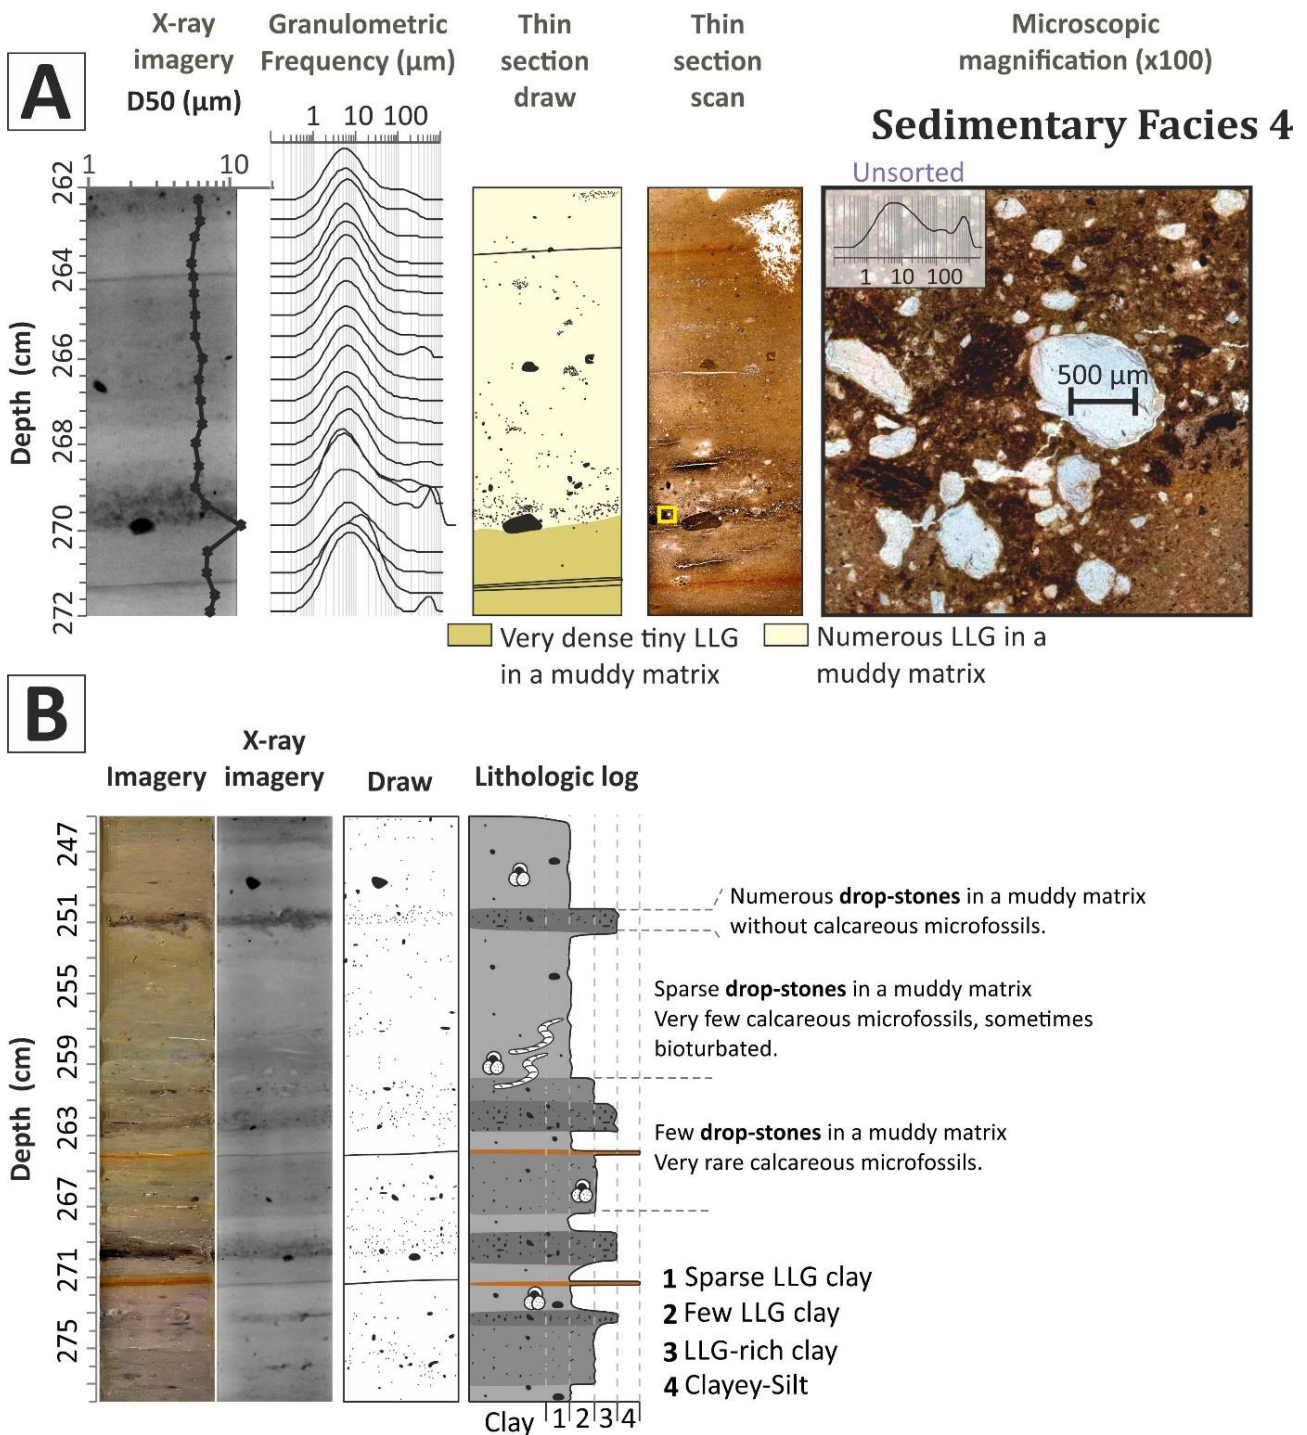 A
X-ray
imagery
D50 (µm)
Granulometric
Frequency (µm)
Thin
section
draw
Thin
section
scan
Microscopic
magnification (x100)
Sedimentary Facies 4
1 10
1 10 100
Unsorted
1 10 100
500 µm
Depth (cm)
262
264
266
268
270
272
Very dense tiny LLG
in a muddy matrix
Numerous LLG in a
muddy matrix
B
Imagery
X-ray
imagery
Draw
Lithologic log
Depth (cm)
247
251
255
259
263
267
271
275
Numerous drop-stones in a muddy matrix
without calcareous microfossils.
Sparse drop-stones in a muddy matrix
Very few calcareous microfossils, sometimes
bioturbated.
Few drop-stones in a muddy matrix
Very rare calcareous microfossils.
1 Sparse LLG clay
2 Few LLG clay
3 LLG-rich clay
4 Clayey-Silt
Clay 1 2 3 4